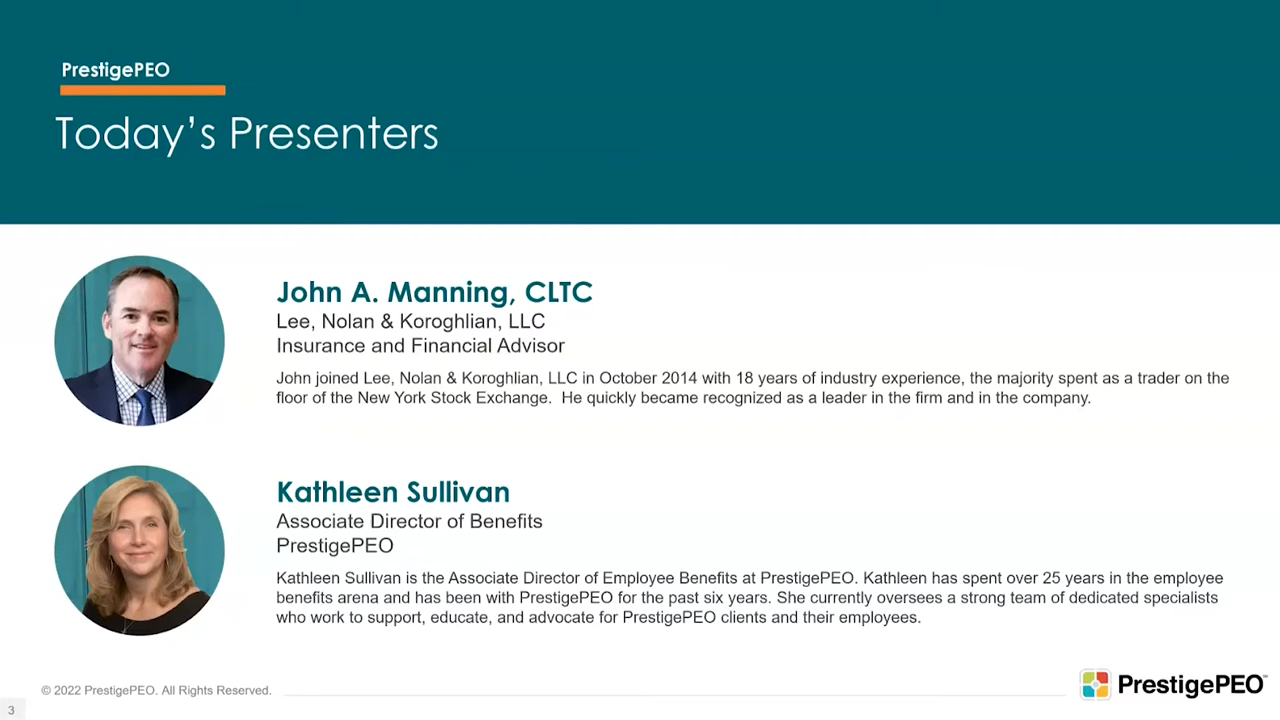 PrestigePEO
Today's Presenters
John A. Manning, CLTC
Lee, Nolan & Koroghlian, LLC
Insurance and Financial Advisor
John joined Lee, Nolan & Koroghlian, LLC in October 2014 with 18 years of industry experience, the majority spent as a trader on the
floor of the New York Stock Exchange.  He quickly became recognized as a leader in the firm and in the company.
Kathleen Sullivan
Associate Director of Benefits
PrestigePEO
Kathleen Sullivan is the Associate Director of Employee Benefits at PrestigePEO. Kathleen has spent over 25 years in the employee
benefits arena and has been with PrestigePEO for the past six years. She currently oversees a strong team of dedicated specialists
who work to support, educate, and advocate for PrestigePEO clients and their employees.
© 2022 PrestigePEO. All Rights Reserved.
PrestigePEO™
3